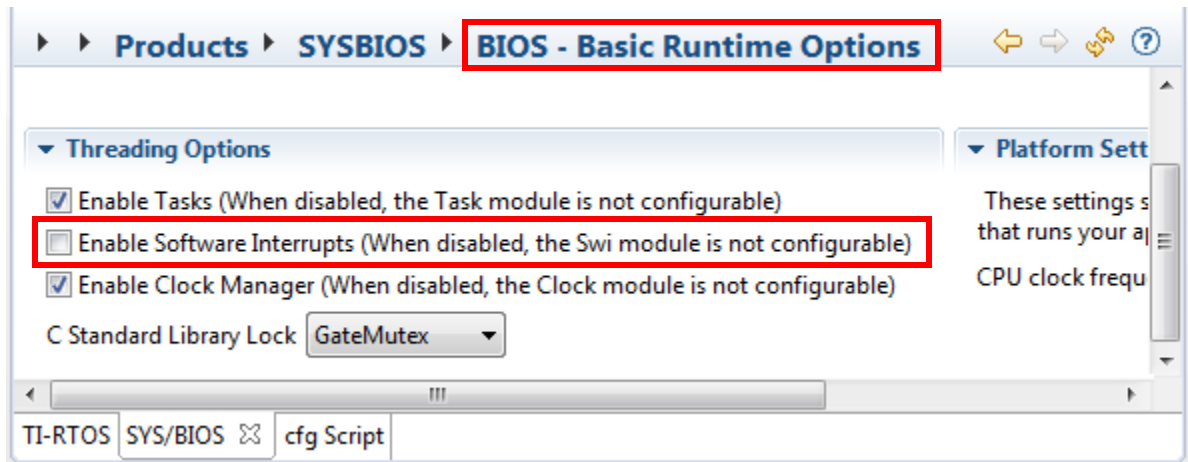 Products SYSBIOS BIOS - Basic Runtime Options
Threading Options
Enable Tasks (When disabled, the Task module is not configurable)
Enable Software Interrupts (When disabled, the Swi module is not configurable)
Enable Clock Manager (When disabled, the Clock module is not configurable)
C Standard Library Lock GateMutex
Platform Sett
These settings s
that runs your a
CPU clock frequ
TI-RTOS SYS/BIOS cfg Script